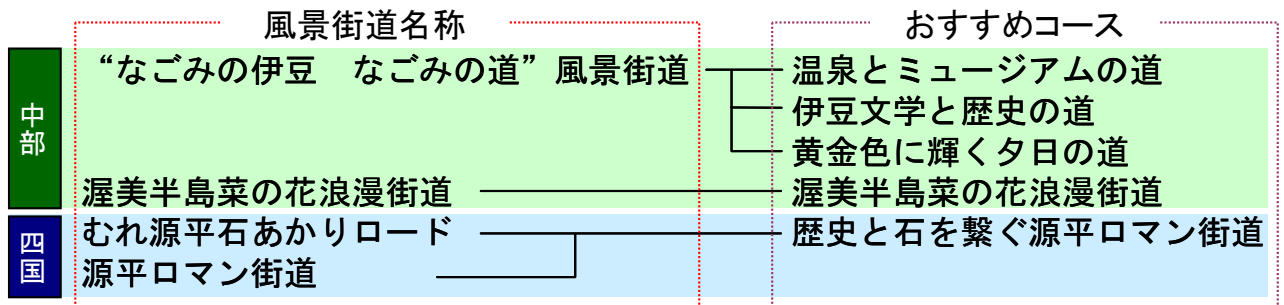 風景街道名称 おすすめコース
中部
“なごみの伊豆　なごみの道”風景街道 温泉とミュージアムの道
伊豆文学と歴史の道
黄金色に輝く夕日の道
渥美半島菜の花浪漫街道 渥美半島菜の花浪漫街道
四国
むれ源平石あかりロード 歴史と石を繋ぐ源平ロマン街道
源平ロマン街道